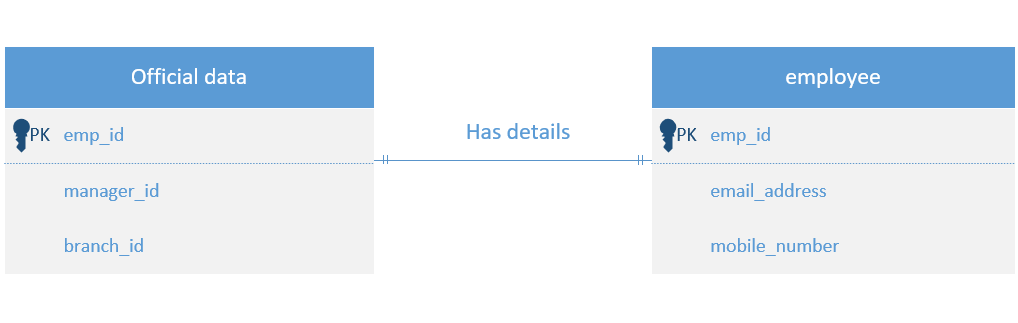 Official data
PK emp_id
manager_id
branch_id
Has details
employee
PK emp_id
email_address
mobile_number